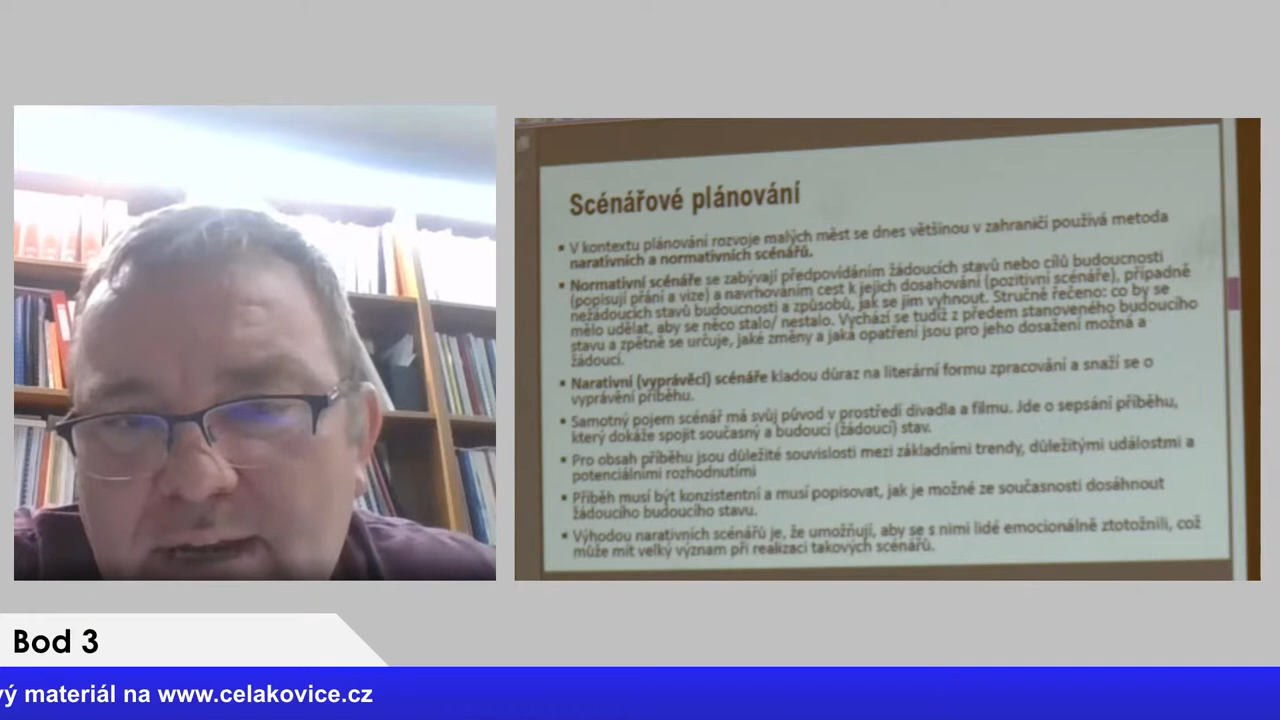 Scénářové plánování
▪ V kontextu plánování rozvoje malých měst se dnes většinou v zahraničí používá metoda
narativních a normativních scénářů.
▪ Normativní scénáře se zabývají předpovídáním žádoucích stavů nebo cílů budoucnosti
(popisují přání a vize) a navrhováním cest k jejich dosahování (pozitivní scénáře), případně
nežádoucích stavů budoucnosti a způsobů, jak se jim vyhnout. Stručně řečeno: co by se
mělo udělat, aby se něco stalo/ nestalo. Vychází se tudíž z předem stanoveného budoucího
stavu a zpětně se určuje, jaké změny a jaká opatření jsou pro jeho dosažení možná a
žádoucí.
▪ Narativní (vyprávěcí) scénáře kladou důraz na literární formu zpracování a snaží se o
vyprávění příběhu.
▪ Samotný pojem scénář má svůj původ v prostředí divadla a filmu. Jde o sepsání příběhu,
který dokáže spojit současný a budoucí (žádoucí) stav.
▪ Pro obsah příběhu jsou důležité souvislosti mezi základními trendy, důležitými událostmi a
potenciálními rozhodnutími
▪ Příběh musí být konzistentní a musí popisovat, jak je možné ze současnosti dosáhnout
žádoucího budoucího stavu.
▪ Výhodou narativních scénářů je, že umožňují, aby se s nimi lidé emocionálně ztotožnili, což
může mít velký význam při realizaci takových scénářů.
Bod 3
vý materiál na www.celakovice.cz